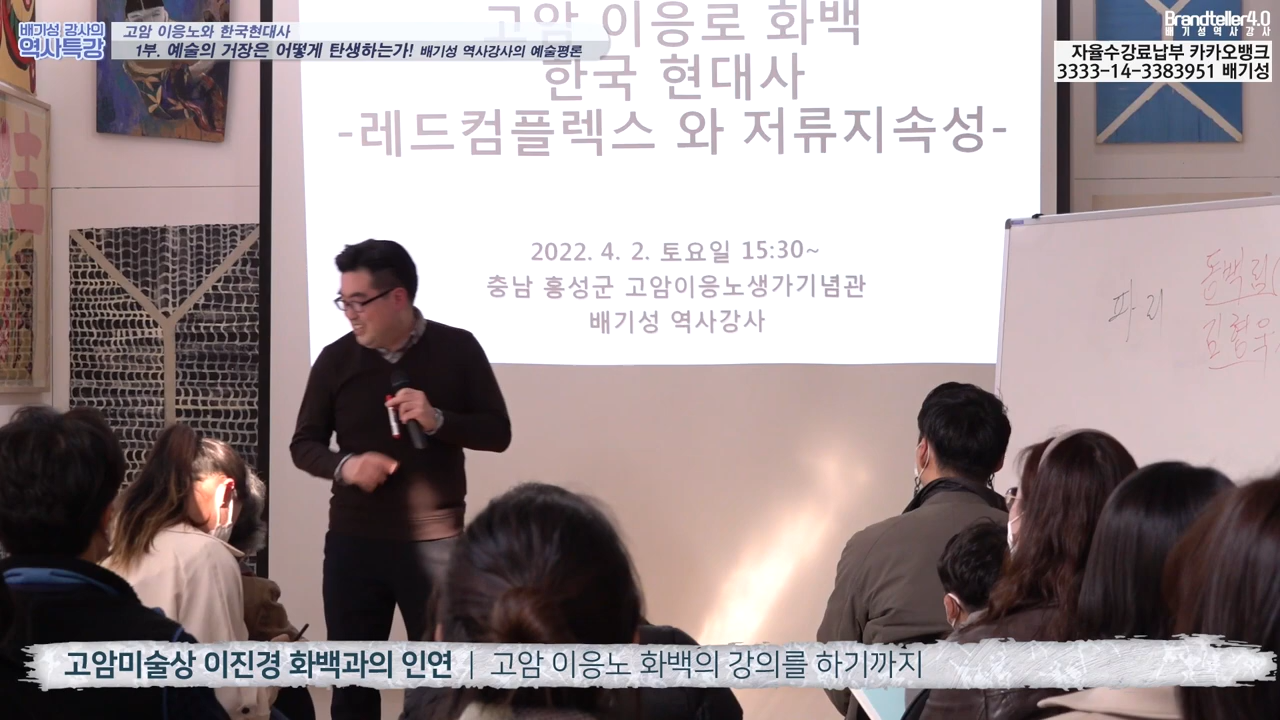 배기성 강사의
역사특강
고암 이응노와 한국현대사
1부. 예술의 거장은 어떻게 탄생하는가! 배기성 역사강사의 예술평론
Brandteller4.0
배기성역사강사
자율수강료납부 카카오뱅크
3333-14-3383951 배기성
고암 이응로 화백
한국 현대사
-레드컴플렉스 와 저류지속성-
2022. 4. 2. 토요일 15:30~
충남 홍성군 고암이응노생가기념관
배기성 역사강사
파리
동백림(
김형욱
고암미술상 이진경 화백과의 인연 | 고암 이응노 화백의 강의를 하기까지